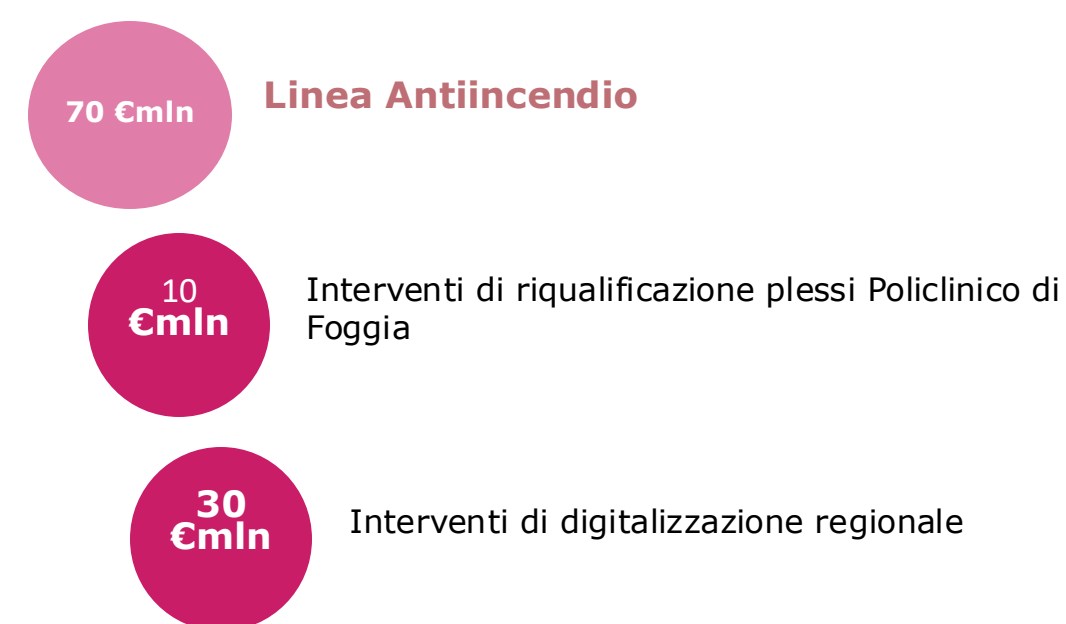 70 €mln
Linea Antiincendio
10
€mln
Interventi di riqualificazione plessi Policlinico di
Foggia
30
€mln
Interventi di digitalizzazione regionale